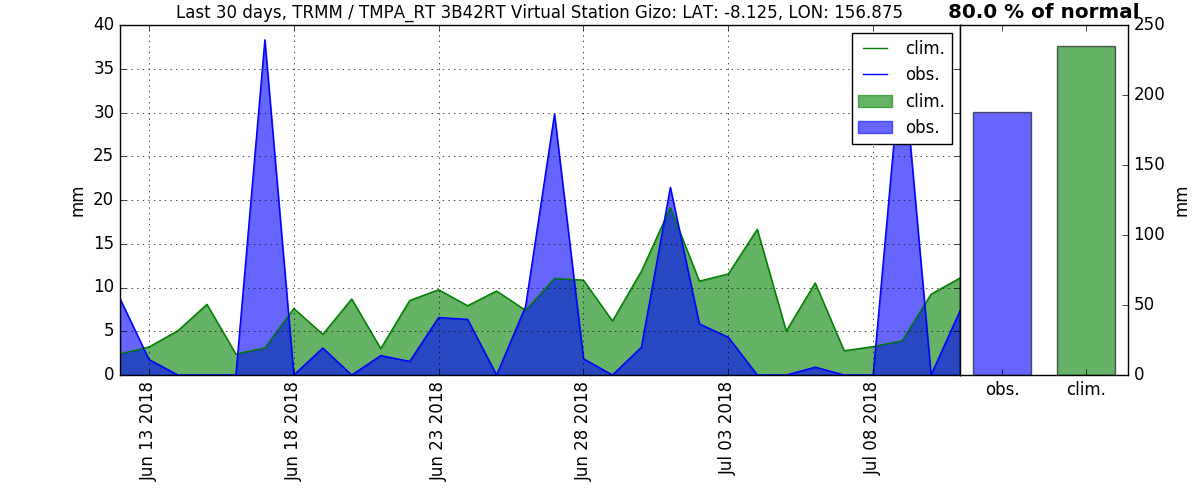 Last 30 days, TRMM / TMPA_RT 3B42RT Virtual Station Gizo: LAT: -8.125, LON: 156.875
80.0 % of normal
40
35
30
25
20
15
10
5
0
mm
clim.
obs.
clim.
obs.
Jun 13 2018
Jun 18 2018
Jun 23 2018
Jun 28 2018
Jul 03 2018
Jul 08 2018
250
200
150
100
50
0
mm
obs.
clim.